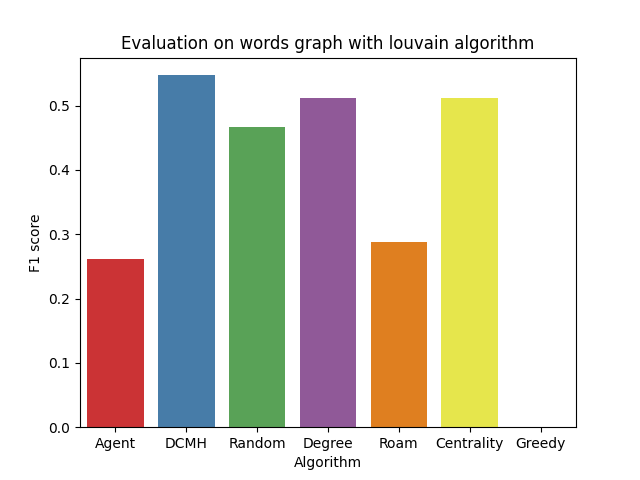 Evaluation on words graph with louvain algorithm
F1 score
0.5
0.4
0.3
0.2
0.1
0.0
Agent DCMH Random Degree Roam Centrality Greedy
Algorithm